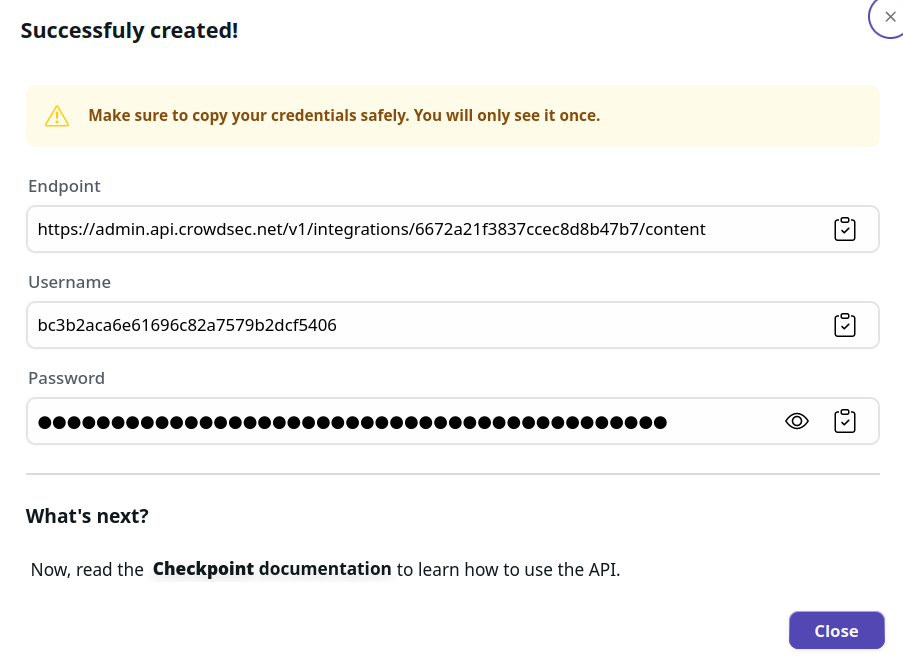 Successfuly created!
Make sure to copy your credentials safely. You will only see it once.
Endpoint
https://admin.api.crowdsec.net/v1/integrations/6672a21f3837ccec8d8b47b7/content
Username
bc3b2aca6e61696c82a7579b2dcf5406
Password
●●●●●●●●●●●●●●●●●●●●●●●●●●●●●●●●●●●●●●●●●●●
What's next?
Now, read the Checkpoint documentation to learn how to use the API.
Close